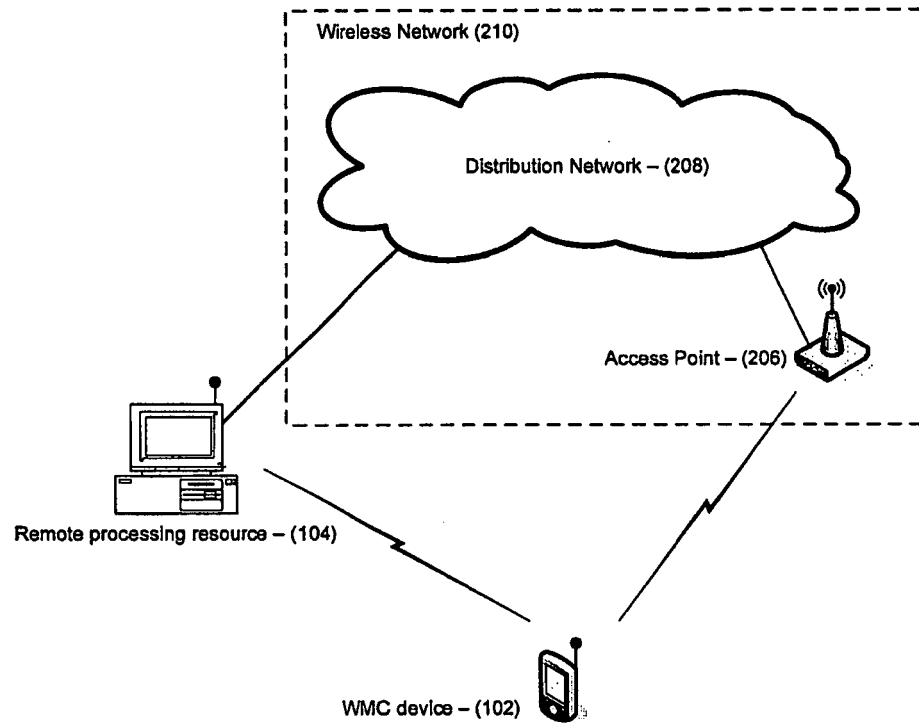 Wireless Network (210)
Distribution Network – (208)
Access Point – (206)
Remote processing resource – (104)
WMC device – (102)